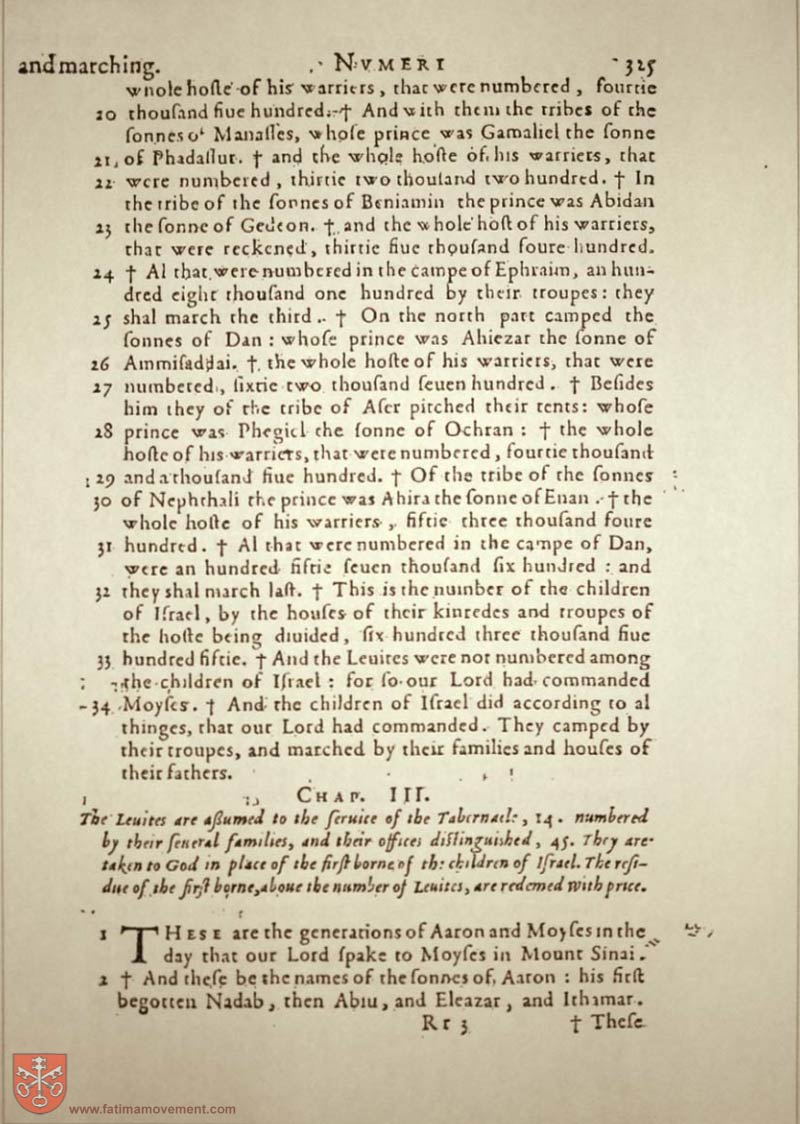 and marching. NVMERI 325
whole hoſte of his warriers, that were numbered, fourtie
20 thouſand fiue hundred. † And with them the tribes of the
ſonnes of Manaſſes, whoſe prince was Gamaliel the ſonne
21 of Phadaſſur. † and the whole hoſte of his warriers, that
22 were numbered, thirtie two thouſand two hundred. † In
the tribe of the ſonnes of Beniamin the prince was Abidan
23 the ſonne of Gedeon. † and the whole hoſt of his warriers,
that were reckened, thirtie fiue thouſand foure hundred.
24 † Al that were numbered in the campe of Ephraim, an hun-
dred eight thouſand one hundred by their troupes: they
25 shal march the third. † On the north part camped the
ſonnes of Dan: whoſe prince was Ahiezar the ſonne of
26 Ammiſaddai. † the whole hoſte of his warriers, that were
27 numbered, ſixtie two thouſand ſeuen hundred. † Beſides
him they of the tribe of Aſer pitched their tents: whoſe
28 prince was Phegiel the ſonne of Ochran: † the whole
hoſte of his warriers, that were numbered, fourtie thouſand
29 and a thouſand fiue hundred. † Of the tribe of the ſonnes
30 of Nephthali the prince was Ahira the ſonne of Enan. † the
whole hoſte of his warriers, fiftie three thouſand foure
31 hundred. † Al that were numbered in the campe of Dan,
were an hundred fiftie ſeuen thouſand ſix hundred: and
32 they shal march laſt. † This is the number of the children
of Iſrael, by the houſes of their kinredes and troupes of
the hoſte being diuided, ſix hundred three thouſand fiue
33 hundred fiftie. † And the Leuites were not numbered among
the children of Iſrael: for ſo our Lord had commanded
34 Moyſes. † And the children of Iſrael did according to al
thinges, that our Lord had commanded. They camped by
their troupes, and marched by their families and houſes of
their fathers.
CHAP. III.
The Leuites are aſſumed to the ſeruice of the Tabernacle, 14. numbered
by their ſeueral families, and their offices diſtinguished, 45. They are
taken to God in place of the firſt borne of the children of Iſrael. The reſi-
due of the firſt borne, aboue the number of Leuites, are redemed with price.
1 THESE are the generations of Aaron and Moyſes in the
day that our Lord ſpake to Moyſes in Mount Sinai.
2 † And theſe be the names of the ſonnes of Aaron: his firſt
begotten Nadab, then Abiu, and Eleazar, and Ithamar.
Rr 3 † Theſe
www.fatimamovement.com